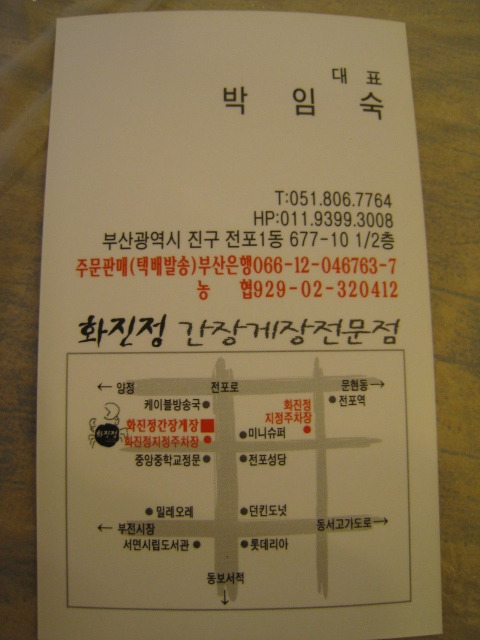 대 표
박 임 숙
T:051.806.7764
HP:011.9399.3008
부산광역시 진구 전포1동 677-10 1/2층
주문판매(택배발송)부산은행066-12-046763-7
농 협929-02-320412
화진정 간장게장전문점
← 양정 전포로 문현동 →
케이블방송국 화진정 전포역
지정주차장
화진정간장게장
화진정 화진정지정주차장 미니슈퍼
중앙중학교정문 전포성당
밀레오레 던킨도넛
← 부전시장 동서고가도로 →
서면시립도서관 롯데리아
동보서적
↓